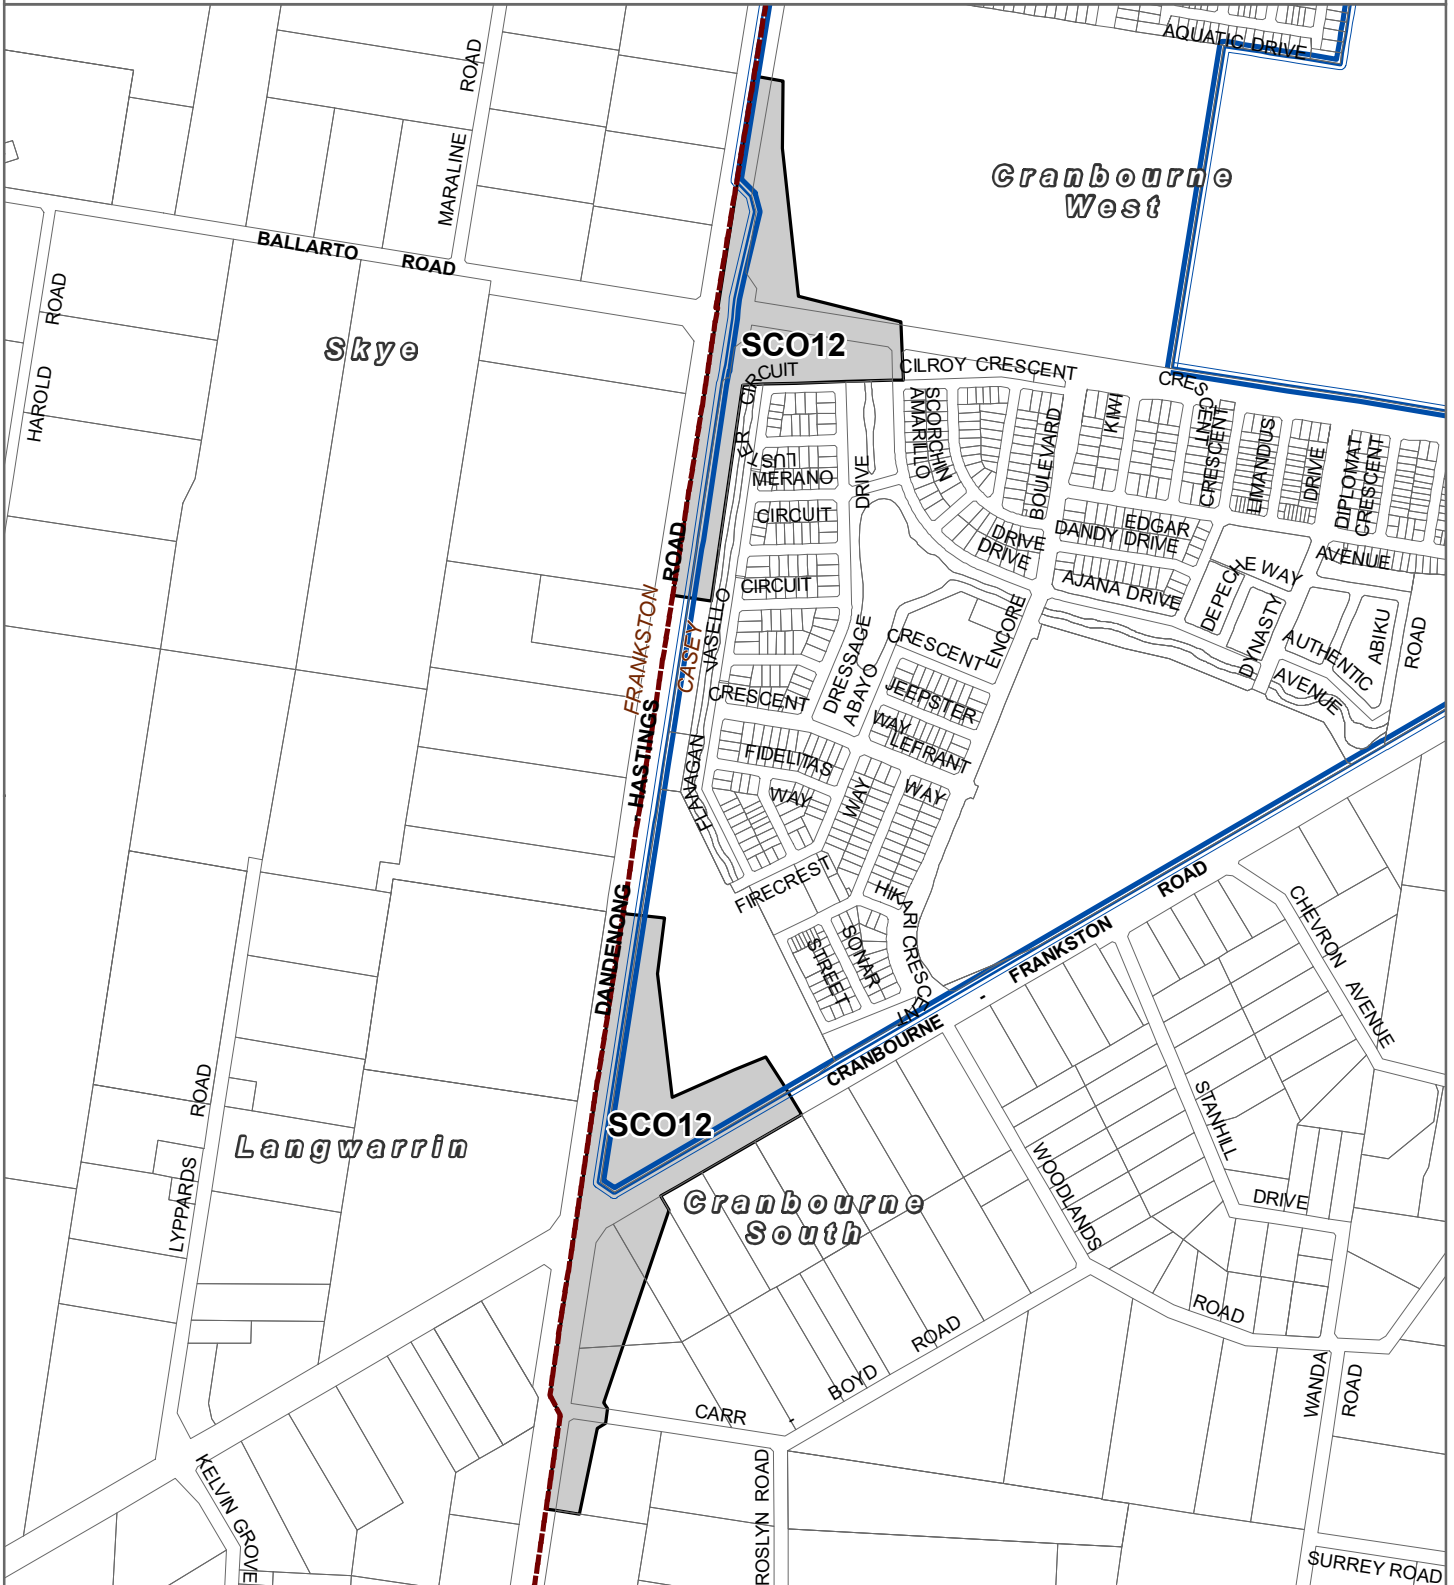 AQUATIC DRIVE
ROAD
MARALINE
Cranbourne
West
BALLARTO ROAD
ROAD
HAROLD
Skye
SCO12
CIRCUIT
CILROY CRESCENT
CRESCENT
SCORCHIN
AMARILLO
BOULEVARD
KIWI
CRESCENT
LIMANDUS
DRIVE
DIPLOMAT
CRESCENT
LUSTER
CIRCUIT
MERANO
CIRCUIT
DRIVE
DRIVE
DRIVE
EDGAR
DANDY DRIVE
AVENUE
DEPECHE WAY
CIRCUIT
AJANA DRIVE
ROAD
FRANKSTON
CASEY
VASELLO
DRESSAGE
ABAYO
CRESCENT
ENCORE
DYNASTY
AUTHENTIC
AVENUE
ABIKU
ROAD
CRESCENT
JEEPSTER
WAY
LEFRANT
FIDELITAS
WAY
WAY
WAY
FLANAGAN
- HASTINGS
DANDENONG
FIRECREST
HIKARI CRESCENT
SONAR
STREET
CRANBOURNE - FRANKSTON ROAD
CHEVRON AVENUE
SCO12
Langwarrin
ROAD
LYPPARDS
Cranbourne
South
STANHILL
DRIVE
WOODLANDS
ROAD
CARR - BOYD ROAD
WANDA
ROAD
KELVIN GROVE
ROSLYN ROAD
SURREY ROAD